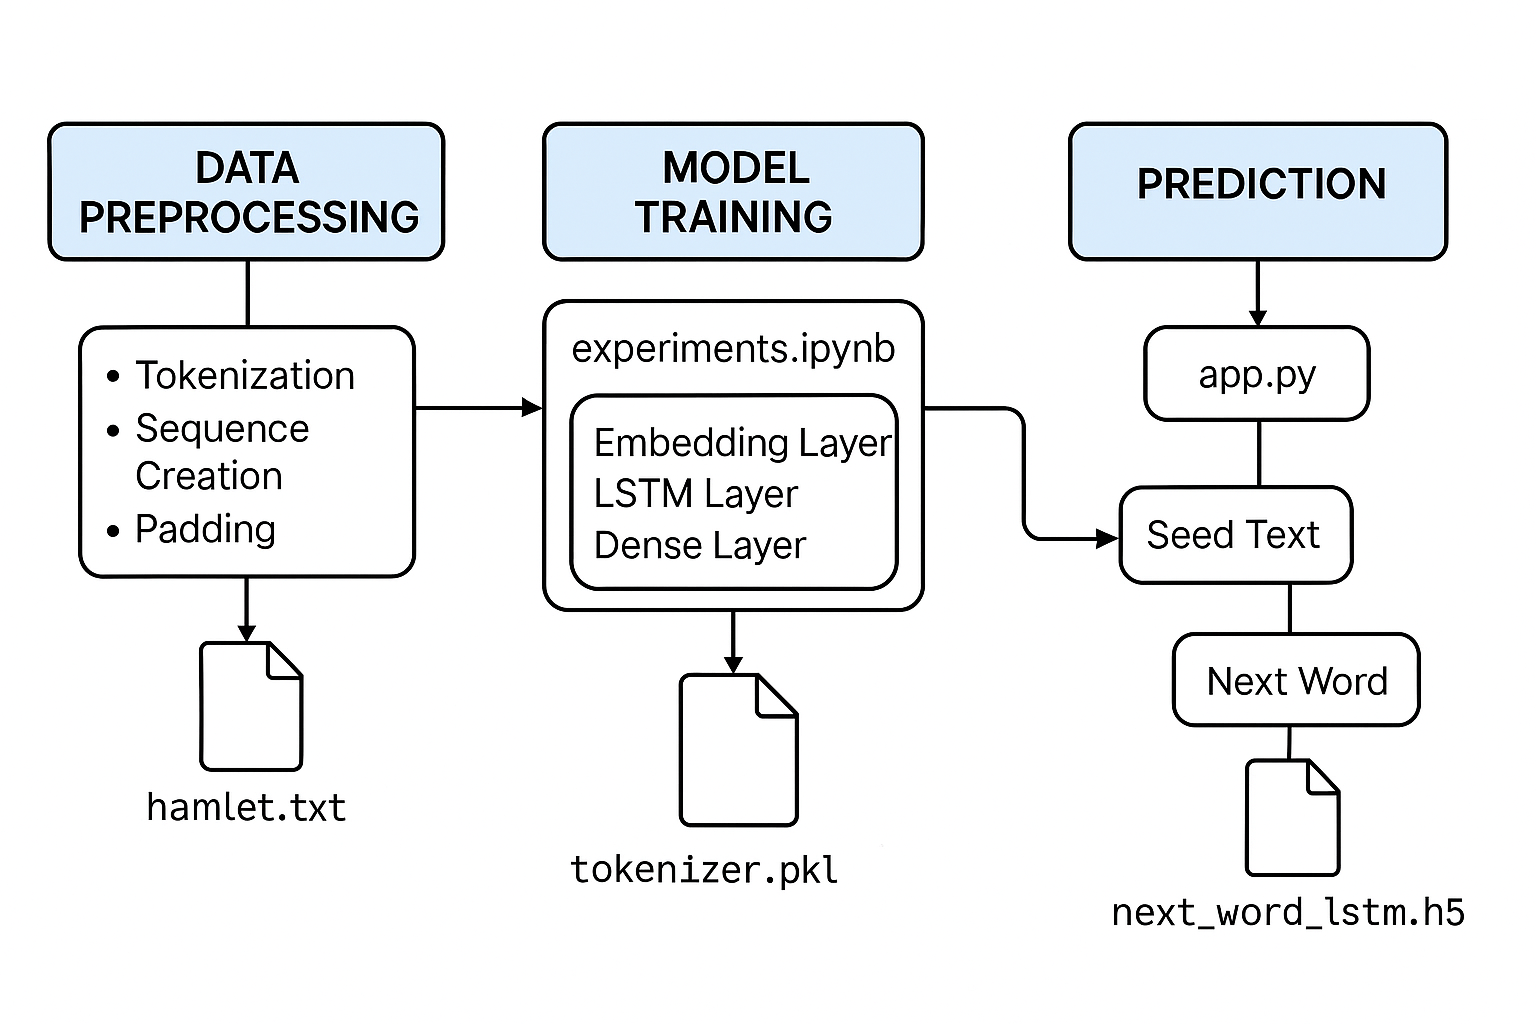 DATA
PREPROCESSING
• Tokenization
• Sequence
Creation
• Padding
hamlet.txt
MODEL
TRAINING
experiments.ipynb
Embedding Layer
LSTM Layer
Dense Layer
tokenizer.pkl
PREDICTION
app.py
Seed Text
Next Word
next_word_lstm.h5